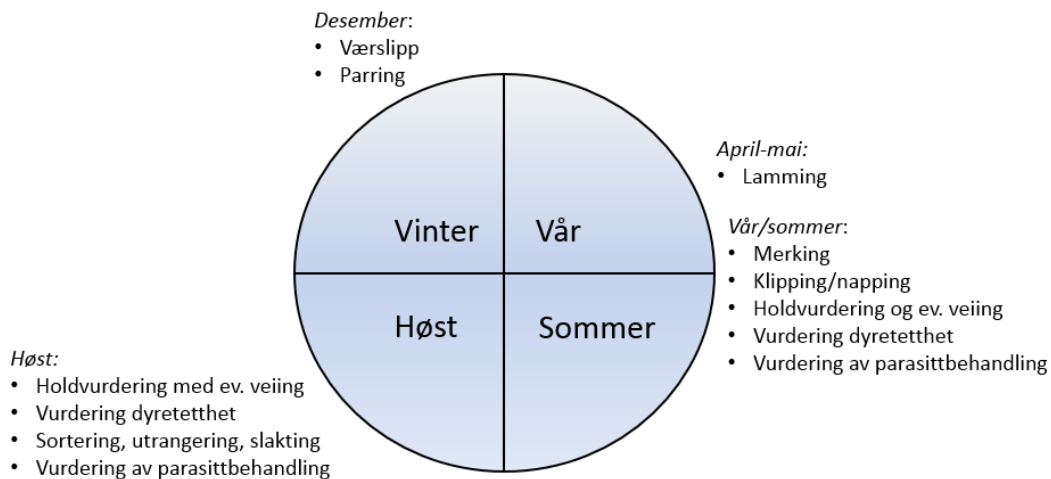 Desember:
• Værslipp
• Parring
April-mai:
• Lamming
Vinter
Vår
Vår/sommer:
• Merking
• Klipping/napping
• Holdvurdering og ev. veiing
• Vurdering dyretetthet
• Vurdering av parasittbehandling
Høst
Sommer
Høst:
• Holdvurdering med ev. veiing
• Vurdering dyretetthet
• Sortering, utrangering, slakting
• Vurdering av parasittbehandling